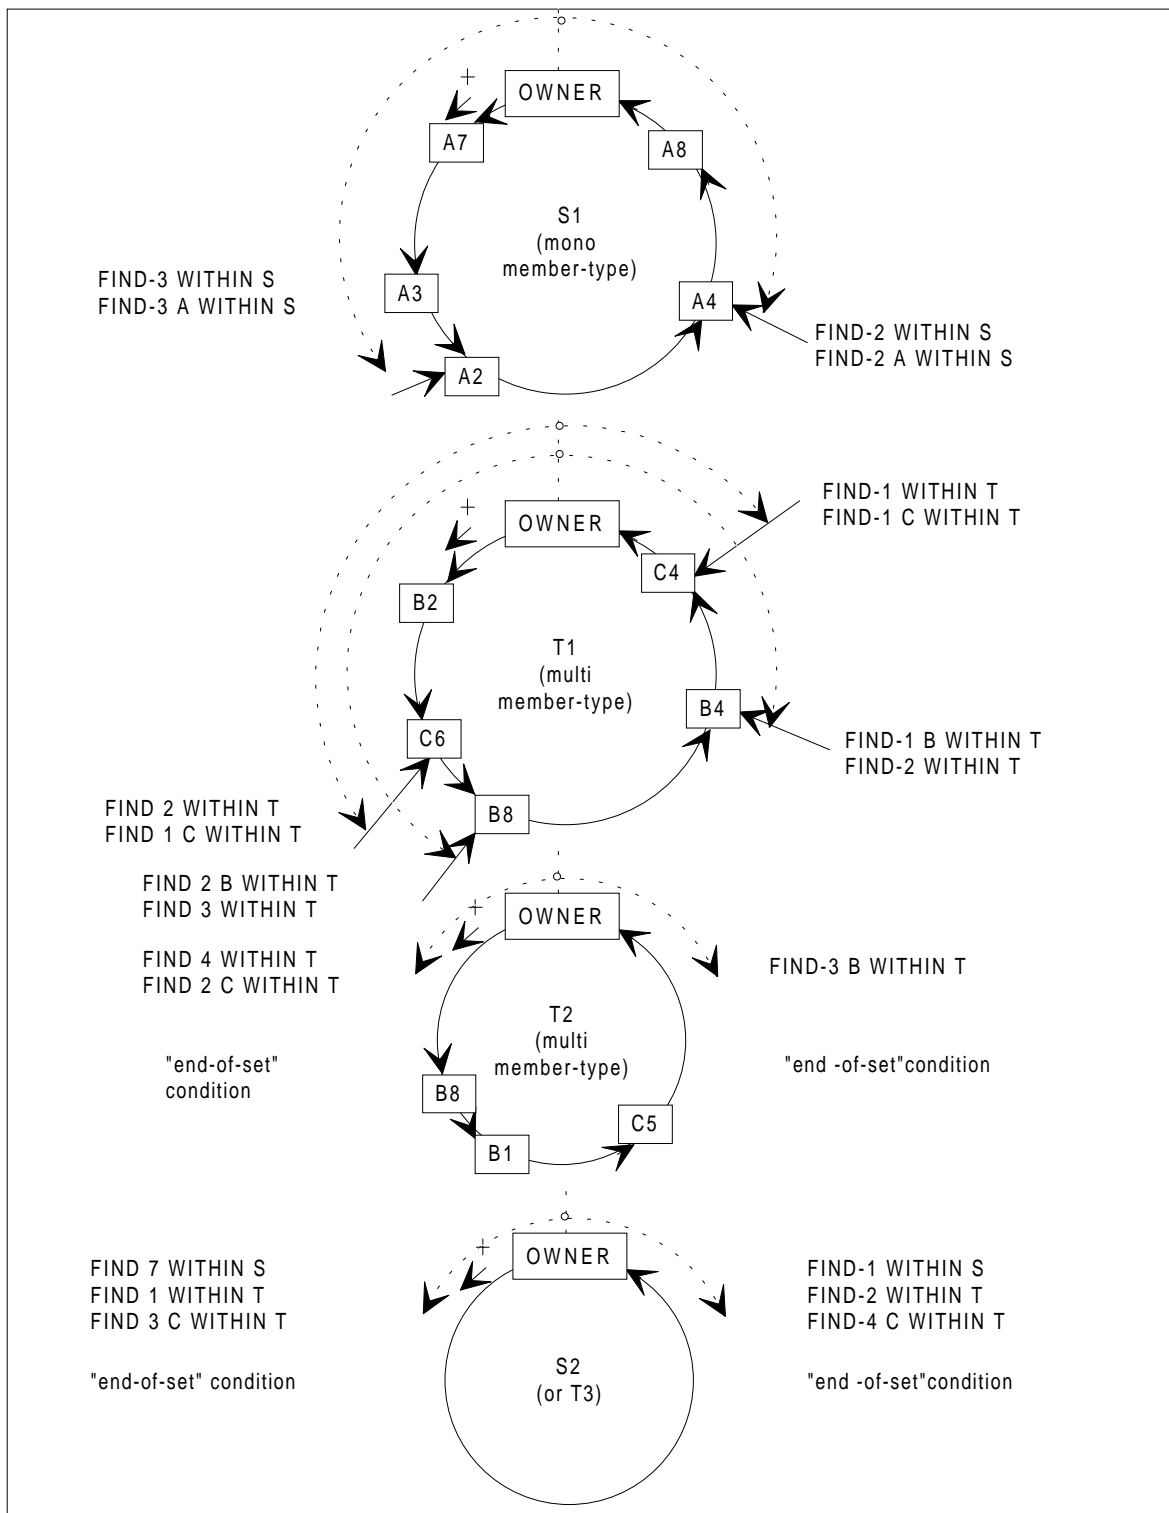 OWNER
A7
A8
S1
(mono
member-type)
FIND-3 WITHIN S
FIND-3 A WITHIN S
A3
A4
FIND-2 WITHIN S
FIND-2 A WITHIN S
A2
FIND-1 WITHIN T
FIND-1 C WITHIN T
OWNER
C4
B2
T1
(multi
member-type)
B4
C6
FIND-1 B WITHIN T
FIND-2 WITHIN T
FIND 2 WITHIN T
FIND 1 C WITHIN T
B8
FIND 2 B WITHIN T
FIND 3 WITHIN T
OWNER
FIND 4 WITHIN T
FIND 2 C WITHIN T
FIND-3 B WITHIN T
T2
(multi
member-type)
"end-of-set"
condition
"end -of-set"condition
B8
B1
C5
OWNER
FIND 7 WITHIN S
FIND 1 WITHIN T
FIND 3 C WITHIN T
FIND-1 WITHIN S
FIND-2 WITHIN T
FIND-4 C WITHIN T
S2
(or T3)
"end-of-set" condition
"end -of-set"condition